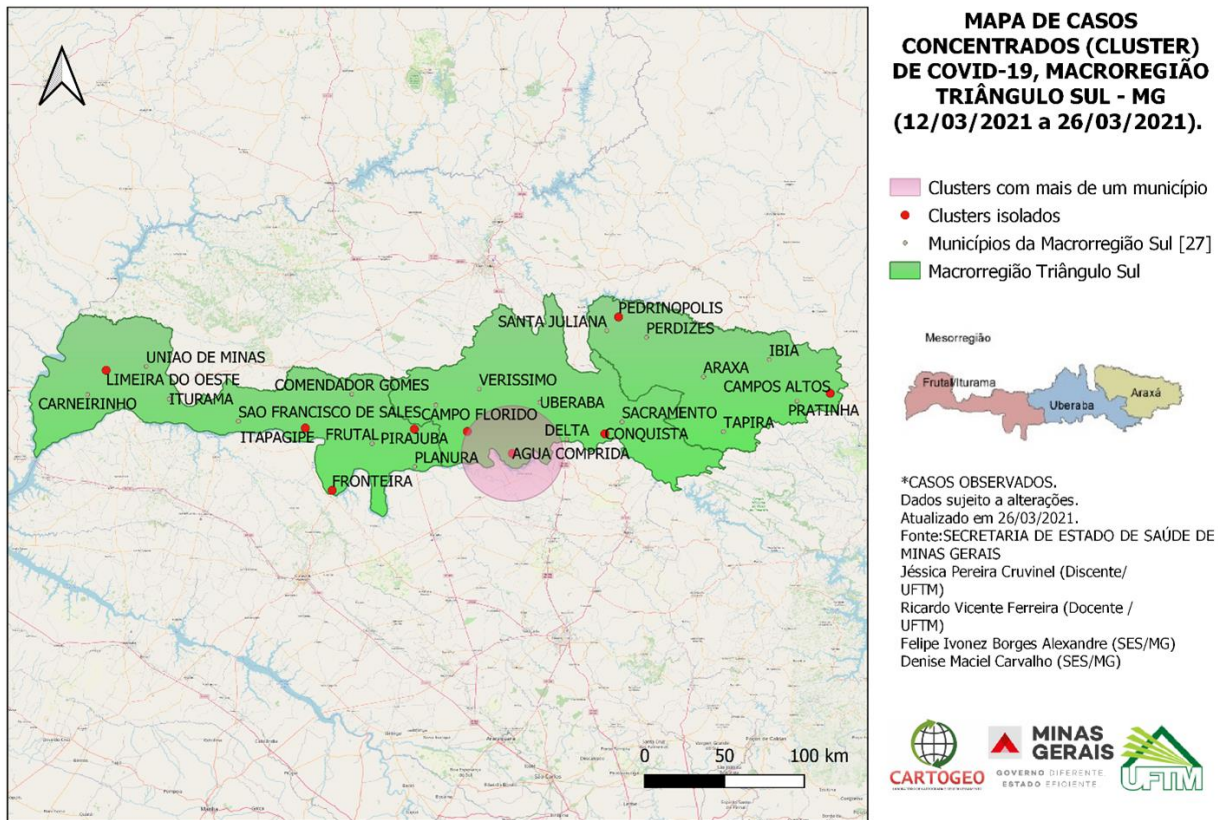 MAPA DE CASOS
CONCENTRADOS (CLUSTER)
DE COVID-19, MACROREGIÃO
TRIÂNGULO SUL - MG
(12/03/2021 a 26/03/2021).
Clusters com mais de um município
Clusters isolados
Municípios da Macrorregião Sul [27]
Macrorregião Triângulo Sul
PEDRINOPOLIS
SANTA JULIANA
PERDIZES
UNIAO DE MINAS
IBIA
LIMEIRA DO OESTE
COMENDADOR GOMES
VERISSIMO
ARAXA
CAMPOS ALTOS
CARNEIRINHO
ITURAMA
UBERABA
PRATINHA
SAO FRANCISCO DE SALES
CAMPO FLORIDO
SACRAMENTO
TAPIRA
ITAPAGIPE
FRUTAL
PIRAJUBA
DELTA
CONQUISTA
PLANURA
AGUA COMPRIDA
FRONTEIRA
0 50 100 km
Mesorregião
Frutal/Iturama
Uberaba
Araxá
*CASOS OBSERVADOS.
Dados sujeito a alterações.
Atualizado em 26/03/2021.
Fonte:SECRETARIA DE ESTADO DE SAÚDE DE
MINAS GERAIS
Jéssica Pereira Cruvinel (Discente/
UFTM)
Ricardo Vicente Ferreira (Docente /
UFTM)
Felipe Ivonez Borges Alexandre (SES/MG)
Denise Maciel Carvalho (SES/MG)
CARTOGEO
MINAS
GERAIS
GOVERNO DIFERENTE.
ESTADO EFICIENTE.
UFTM